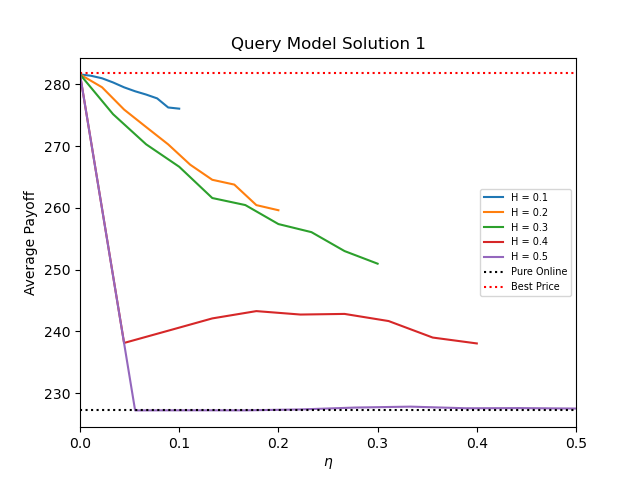 Query Model Solution 1
Average Payoff
280
270
260
250
240
230
0.0 0.1 0.2 0.3 0.4 0.5
η
H = 0.1
H = 0.2
H = 0.3
H = 0.4
H = 0.5
Pure Online
Best Price